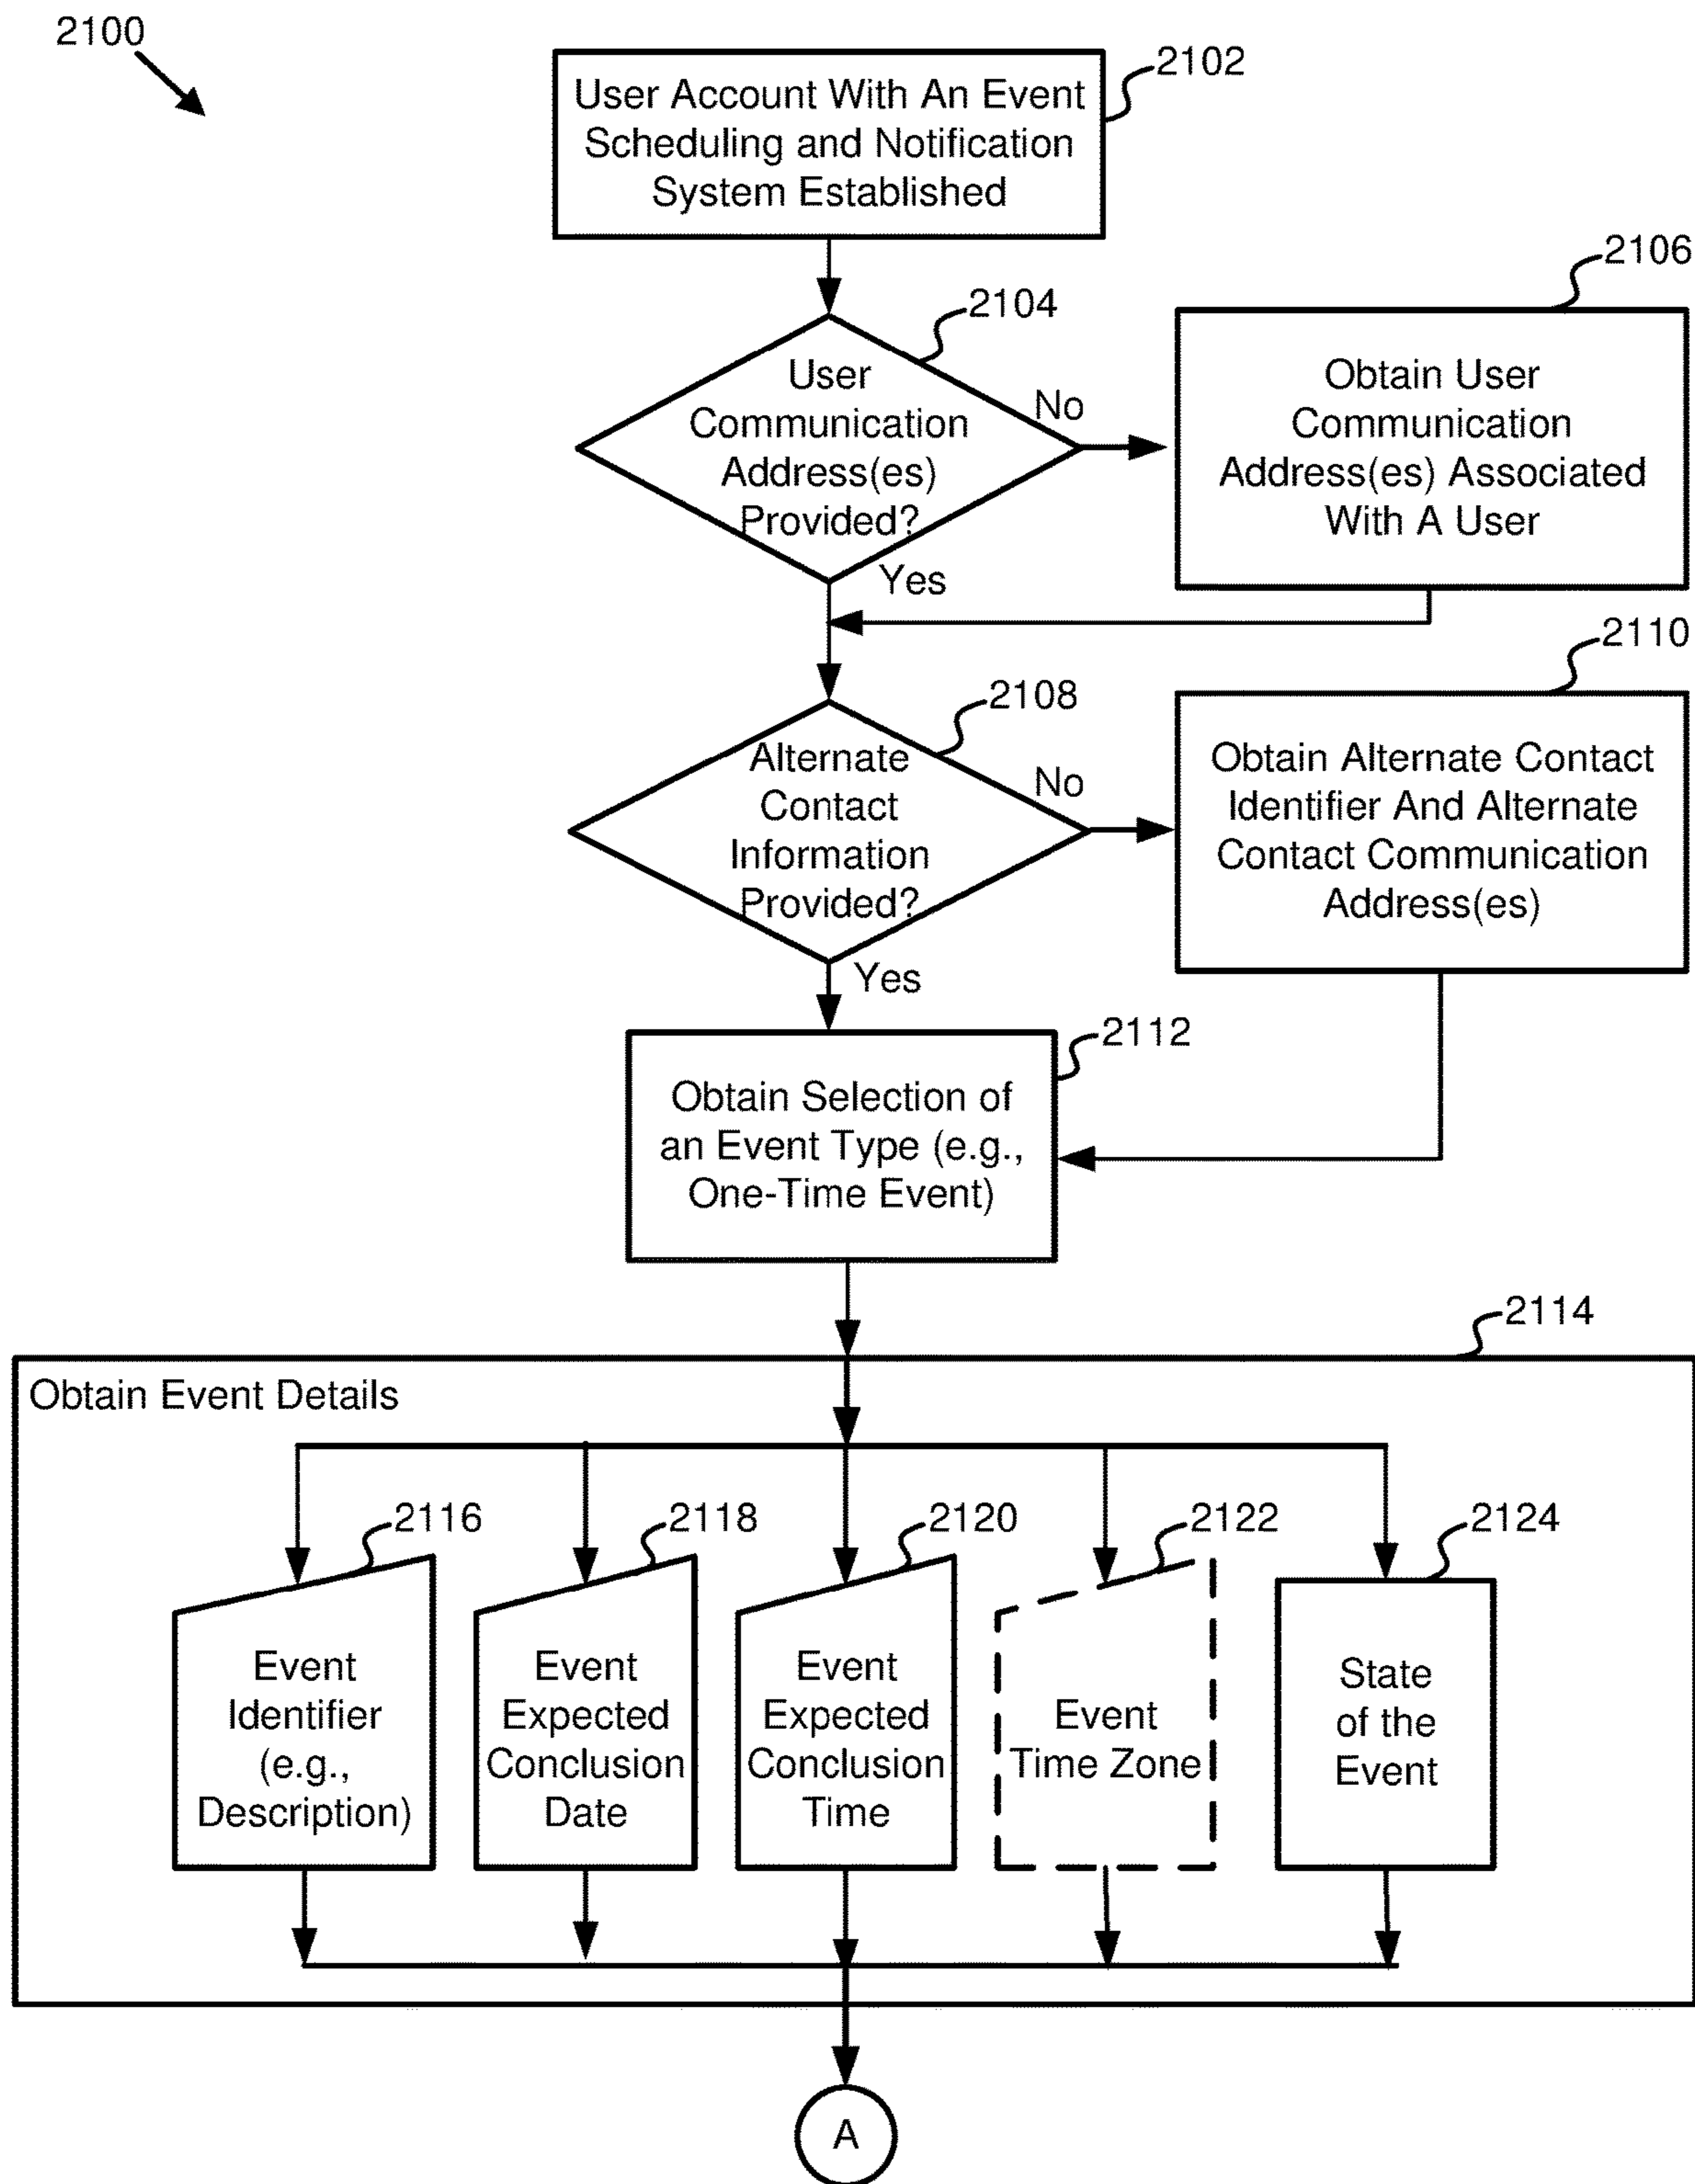 2100
2102
User Account With An Event
Scheduling and Notification
System Established
2104
User
Communication
Address(es)
Provided?
No
Yes
2106
Obtain User
Communication
Address(es) Associated
With A User
2108
Alternate
Contact
Information
Provided?
No
Yes
2110
Obtain Alternate Contact
Identifier And Alternate
Contact Communication
Address(es)
2112
Obtain Selection of
an Event Type (e.g.,
One-Time Event)
2114
Obtain Event Details
2116
Event
Identifier
(e.g.,
Description)
2118
Event
Expected
Conclusion
Date
2120
Event
Expected
Conclusion
Time
2122
Event
Time Zone
2124
State
of the
Event
A